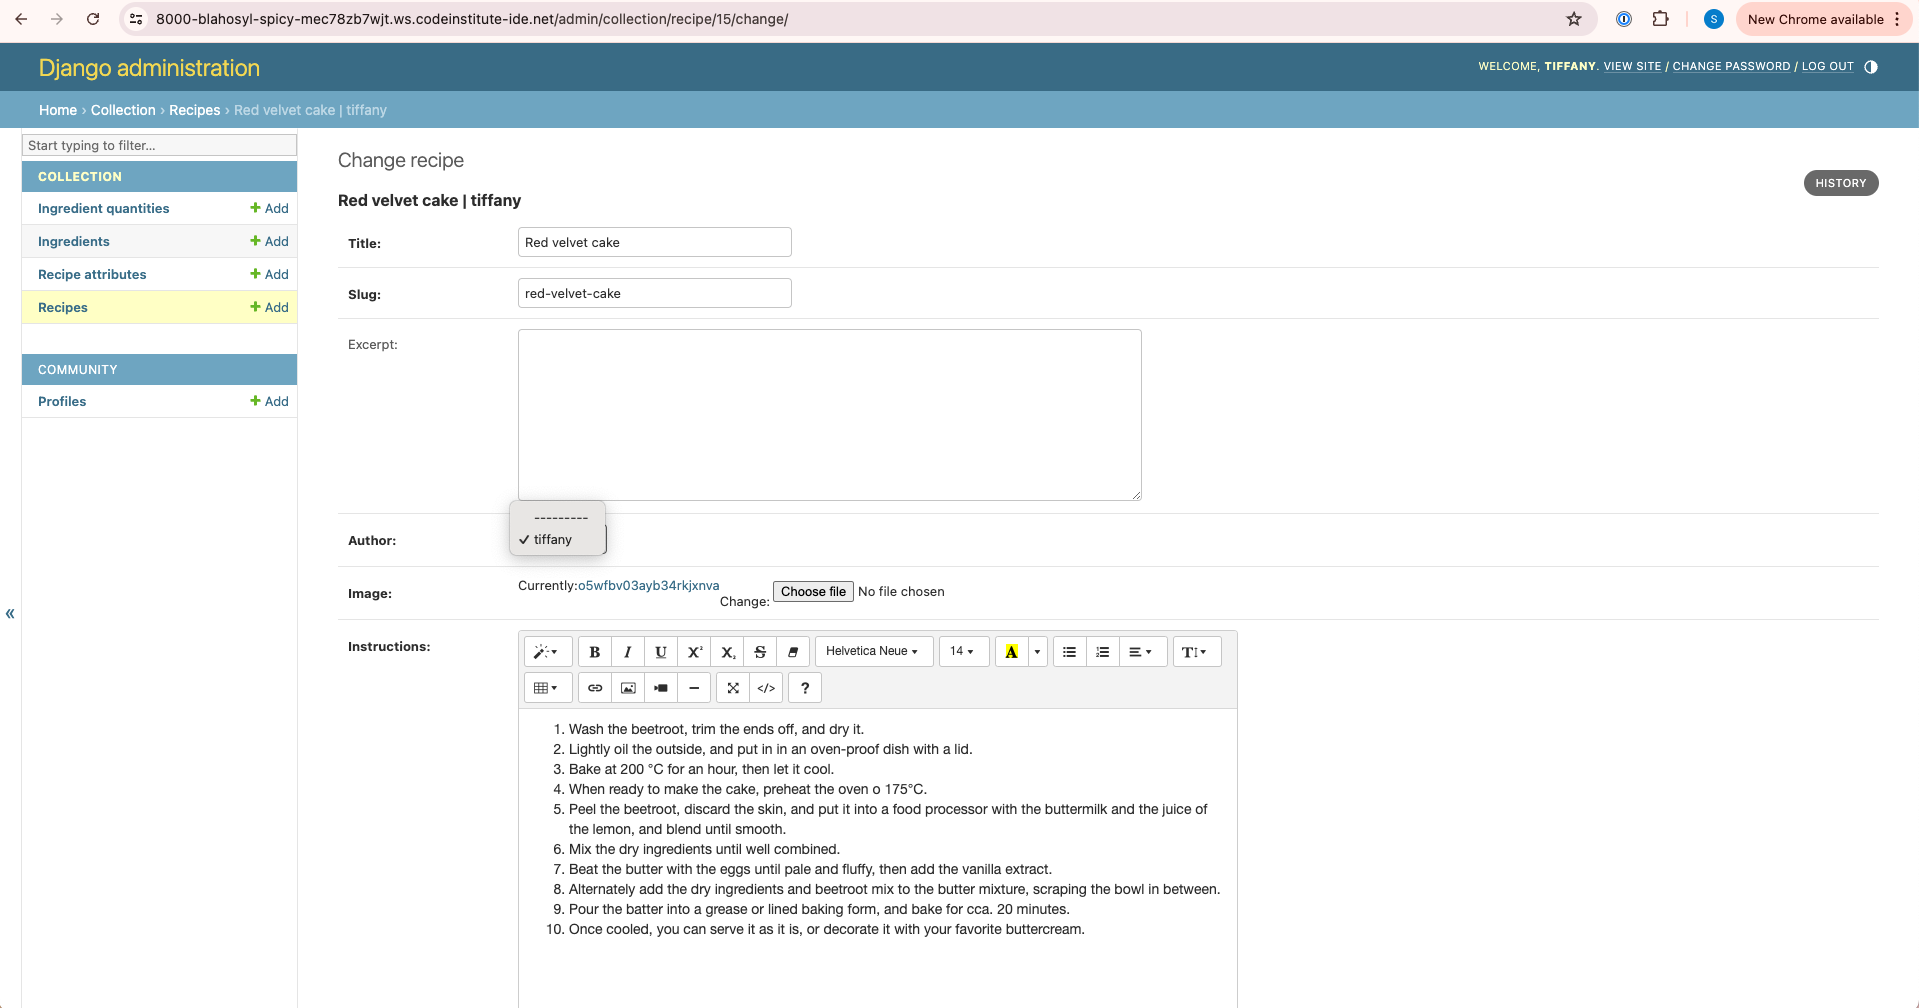 8000-blahosyl-spicy-mec78zb7wjt.ws.codeinstitute-ide.net/admin/collection/recipe/15/change/
S
New Chrome available
Django administration
WELCOME, TIFFANY. VIEW SITE / CHANGE PASSWORD / LOG OUT
Home › Collection › Recipes › Red velvet cake | tiffany
Start typing to filter...
COLLECTION
Ingredient quantities + Add
Ingredients + Add
Recipe attributes + Add
Recipes + Add
COMMUNITY
Profiles + Add
«
Change recipe
HISTORY
Red velvet cake | tiffany
Title: Red velvet cake
Slug: red-velvet-cake
Excerpt:
---------
Author: ✓ tiffany
Image: Currently:o5wfbv03ayb34rkjxnva
Change: Choose file No file chosen
Instructions:
B I U X² X₂ S Helvetica Neue 14 A T
</> ?
1. Wash the beetroot, trim the ends off, and dry it.
2. Lightly oil the outside, and put in in an oven-proof dish with a lid.
3. Bake at 200 °C for an hour, then let it cool.
4. When ready to make the cake, preheat the oven o 175°C.
5. Peel the beetroot, discard the skin, and put it into a food processor with the buttermilk and the juice of
the lemon, and blend until smooth.
6. Mix the dry ingredients until well combined.
7. Beat the butter with the eggs until pale and fluffy, then add the vanilla extract.
8. Alternately add the dry ingredients and beetroot mix to the butter mixture, scraping the bowl in between.
9. Pour the batter into a grease or lined baking form, and bake for cca. 20 minutes.
10. Once cooled, you can serve it as it is, or decorate it with your favorite buttercream.